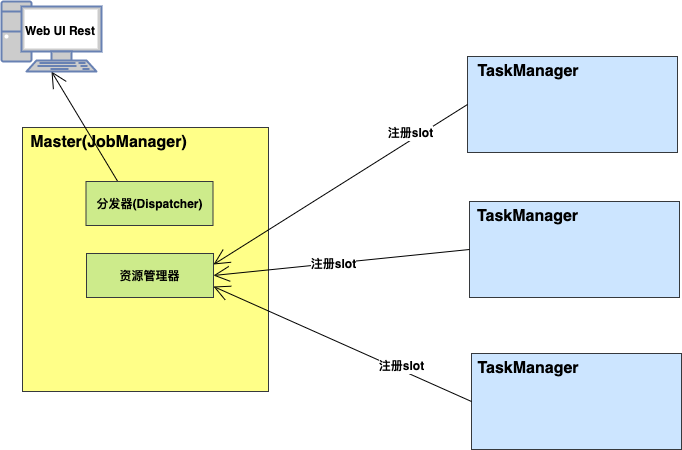 Web UI Rest
Master(JobManager)
分发器(Dispatcher)
资源管理器
注册slot
注册slot
注册slot
TaskManager
TaskManager
TaskManager